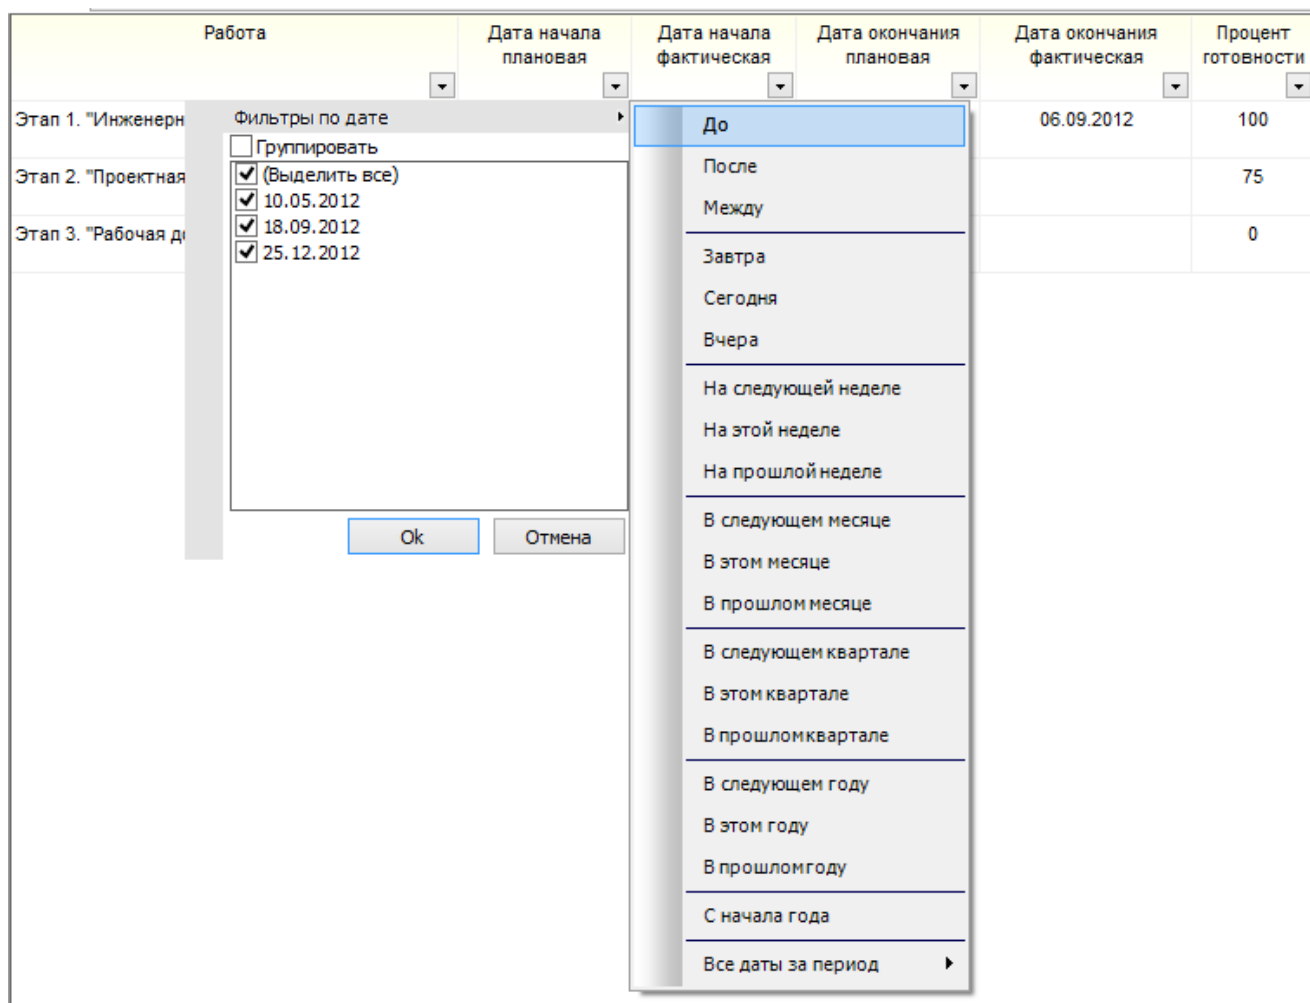 Работа
Дата начала плановая
Дата начала фактическая
Дата окончания плановая
Дата окончания фактическая
Процент готовности
Этап 1. "Инженерн
06.09.2012
100
Этап 2. "Проектная
75
Этап 3. "Рабочая д
0
Фильтры по дате
Группировать
(Выделить все)
10.05.2012
18.09.2012
25.12.2012
Ok
Отмена
До
После
Между
Завтра
Сегодня
Вчера
На следующей неделе
На этой неделе
На прошлой неделе
В следующем месяце
В этом месяце
В прошлом месяце
В следующем квартале
В этом квартале
В прошлом квартале
В следующем году
В этом году
В прошлом году
С начала года
Все даты за период